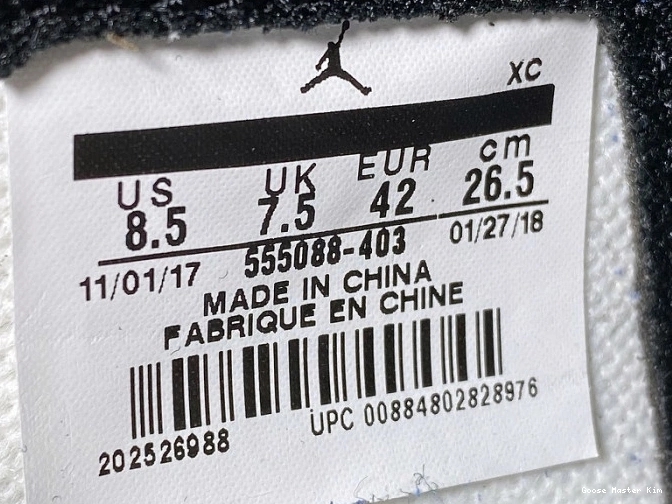 XC
US UK EUR cm
8.5 7.5 42 26.5
11/01/17 555088-403 01/27/18
MADE IN CHINA
FABRIQUE EN CHINE
202526988 UPC 00884802828976
Goose Master Kim